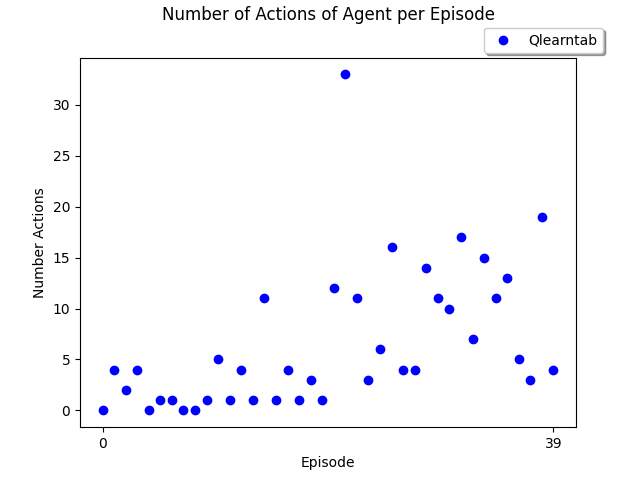 Number of Actions of Agent per Episode
Qlearntab
30
25
20
15
10
5
0
Number Actions
0 39
Episode